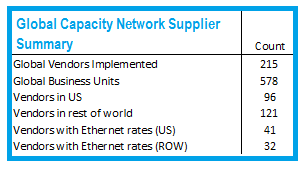 Global Capacity Network Supplier
Summary Count
Global Vendors Implemented 215
Global Business Units 578
Vendors in US 96
Vendors in rest of world 121
Vendors with Ethernet rates (US) 41
Vendors with Ethernet rates (ROW) 32